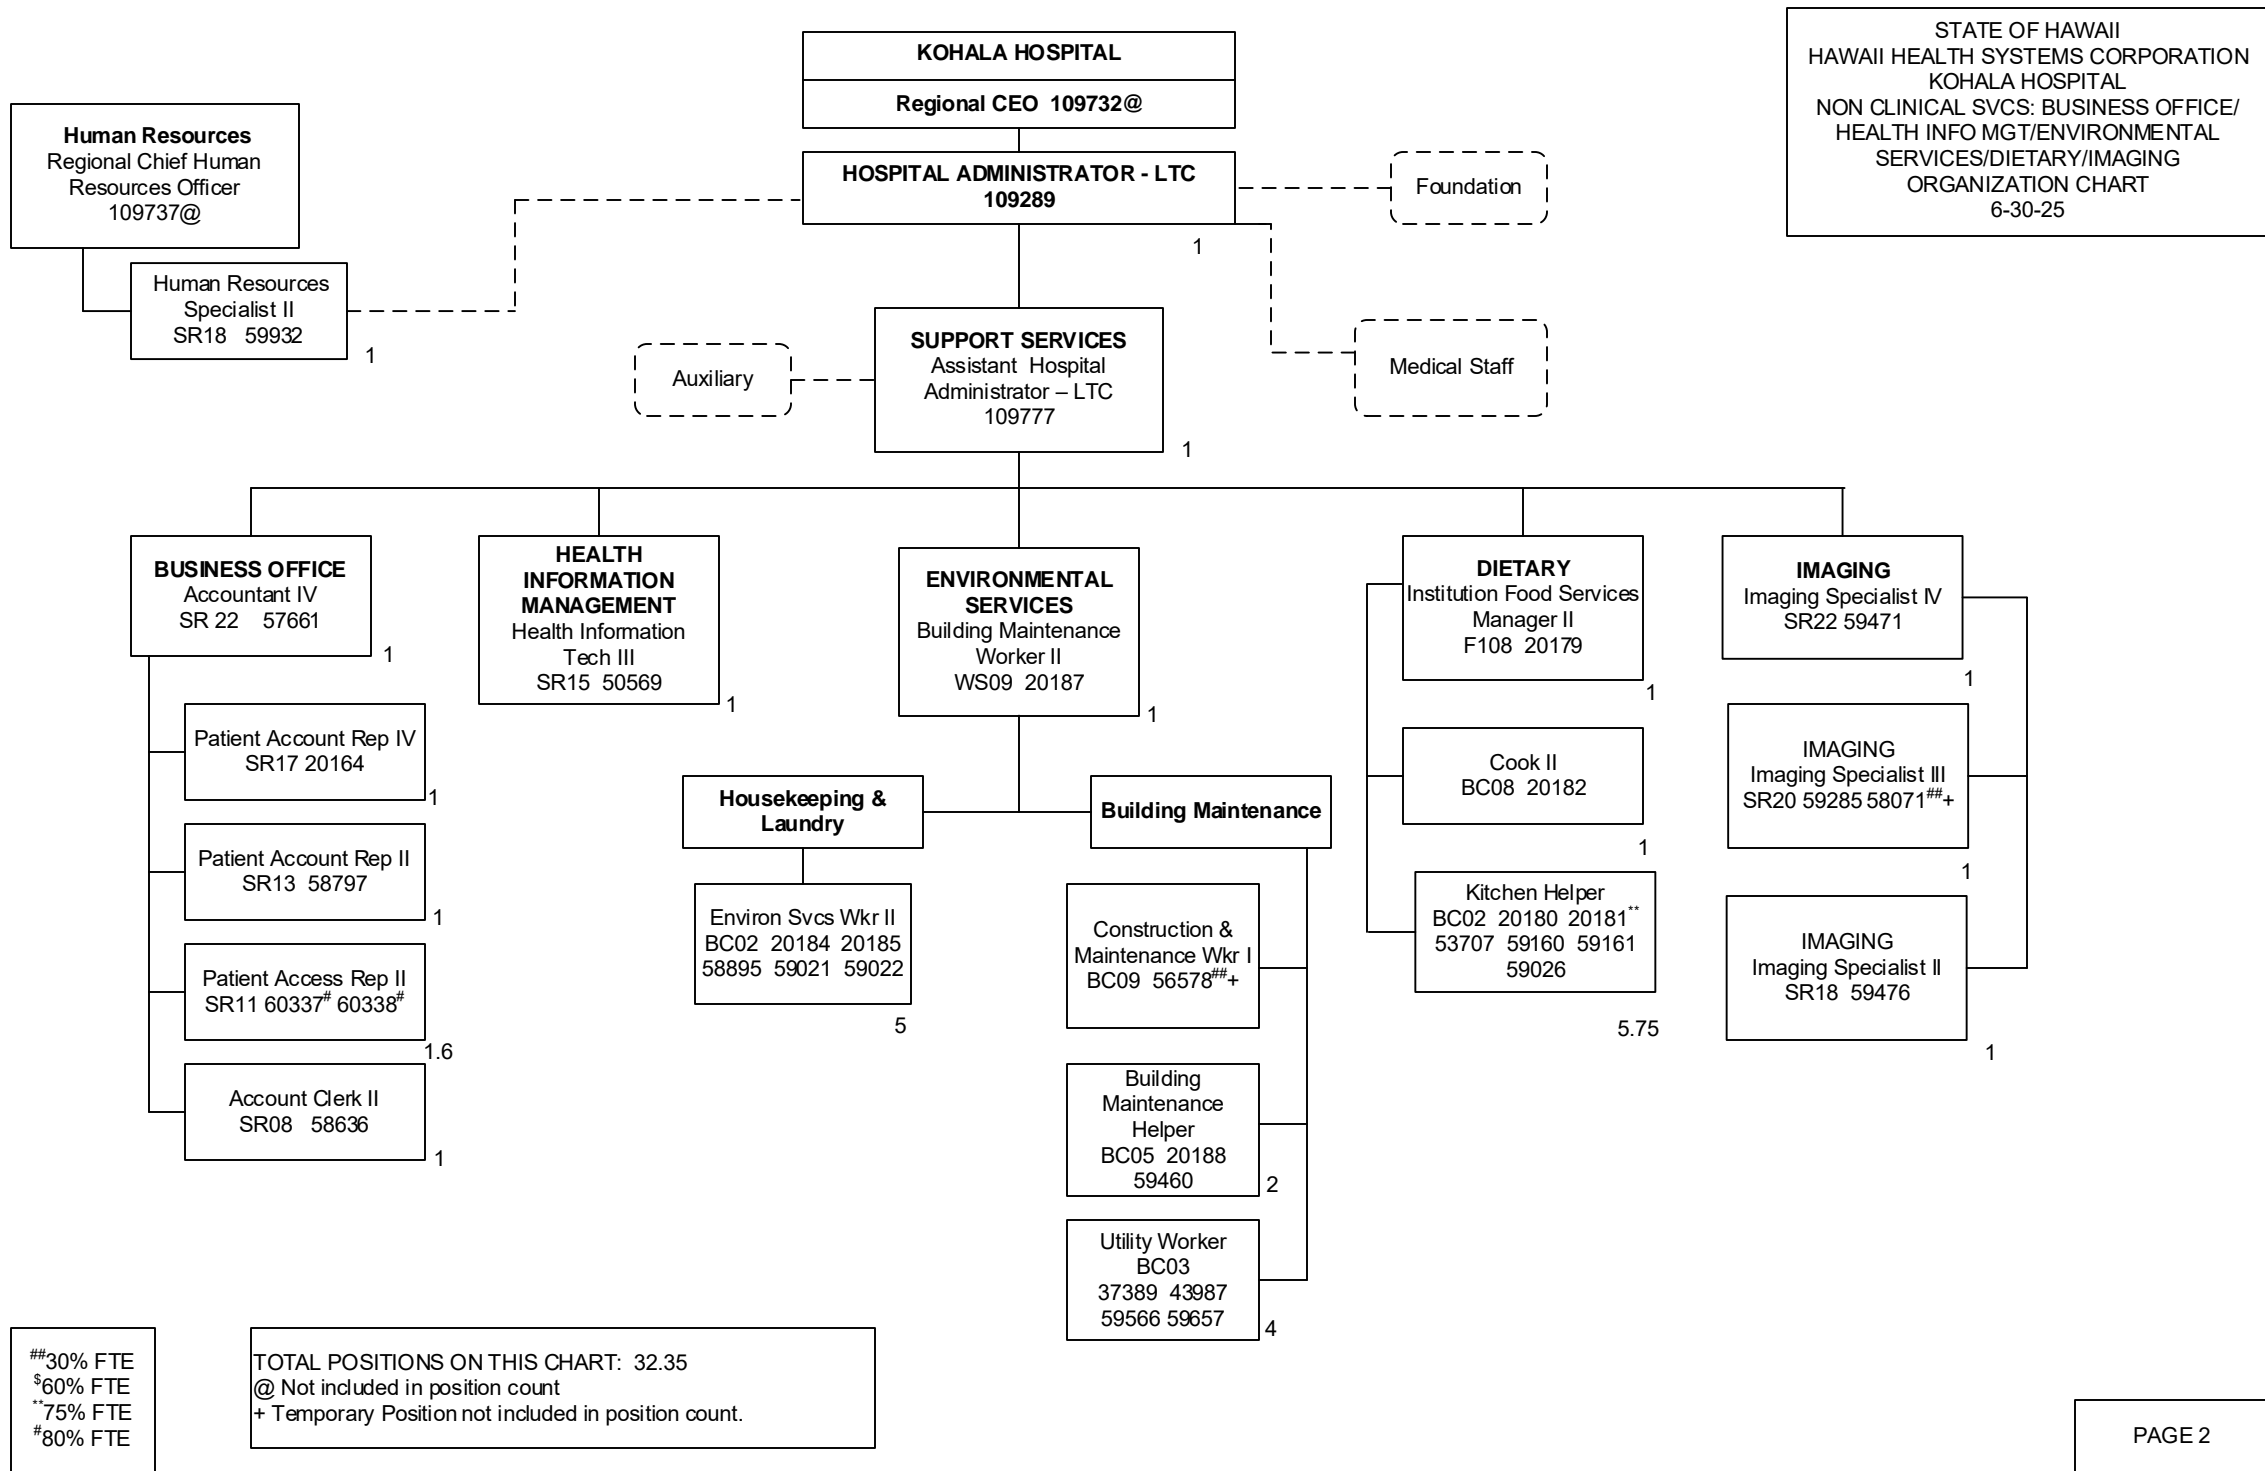 STATE OF HAWAII
HAWAII HEALTH SYSTEMS CORPORATION
KOHALA HOSPITAL
NON CLINICAL SVCS: BUSINESS OFFICE/
HEALTH INFO MGT/ENVIRONMENTAL
SERVICES/DIETARY/IMAGING
ORGANIZATION CHART
6-30-25
KOHALA HOSPITAL
Regional CEO 109732@
HOSPITAL ADMINISTRATOR - LTC
109289
1
Foundation
Medical Staff
Human Resources
Regional Chief Human
Resources Officer
109737@
Human Resources
Specialist II
SR18 59932
1
SUPPORT SERVICES
Assistant Hospital
Administrator – LTC
109777
1
Auxiliary
BUSINESS OFFICE
Accountant IV
SR 22 57661
1
Patient Account Rep IV
SR17 20164
1
Patient Account Rep II
SR13 58797
1
Patient Access Rep II
SR11 60337# 60338#
1.6
Account Clerk II
SR08 58636
1
HEALTH
INFORMATION
MANAGEMENT
Health Information
Tech III
SR15 50569
1
ENVIRONMENTAL
SERVICES
Building Maintenance
Worker II
WS09 20187
1
Housekeeping &
Laundry
Environ Svcs Wkr II
BC02 20184 20185
58895 59021 59022
5
Building Maintenance
Construction &
Maintenance Wkr I
BC09 56578##+
Building
Maintenance
Helper
BC05 20188
59460
2
Utility Worker
BC03
37389 43987
59566 59657
4
DIETARY
Institution Food Services
Manager II
F108 20179
1
Cook II
BC08 20182
1
Kitchen Helper
BC02 20180 20181**
53707 59160 59161
59026
5.75
IMAGING
Imaging Specialist IV
SR22 59471
1
IMAGING
Imaging Specialist III
SR20 59285 58071##+
1
IMAGING
Imaging Specialist II
SR18 59476
1
##30% FTE
$60% FTE
**75% FTE
#80% FTE
TOTAL POSITIONS ON THIS CHART: 32.35
@ Not included in position count
+ Temporary Position not included in position count.
PAGE 2